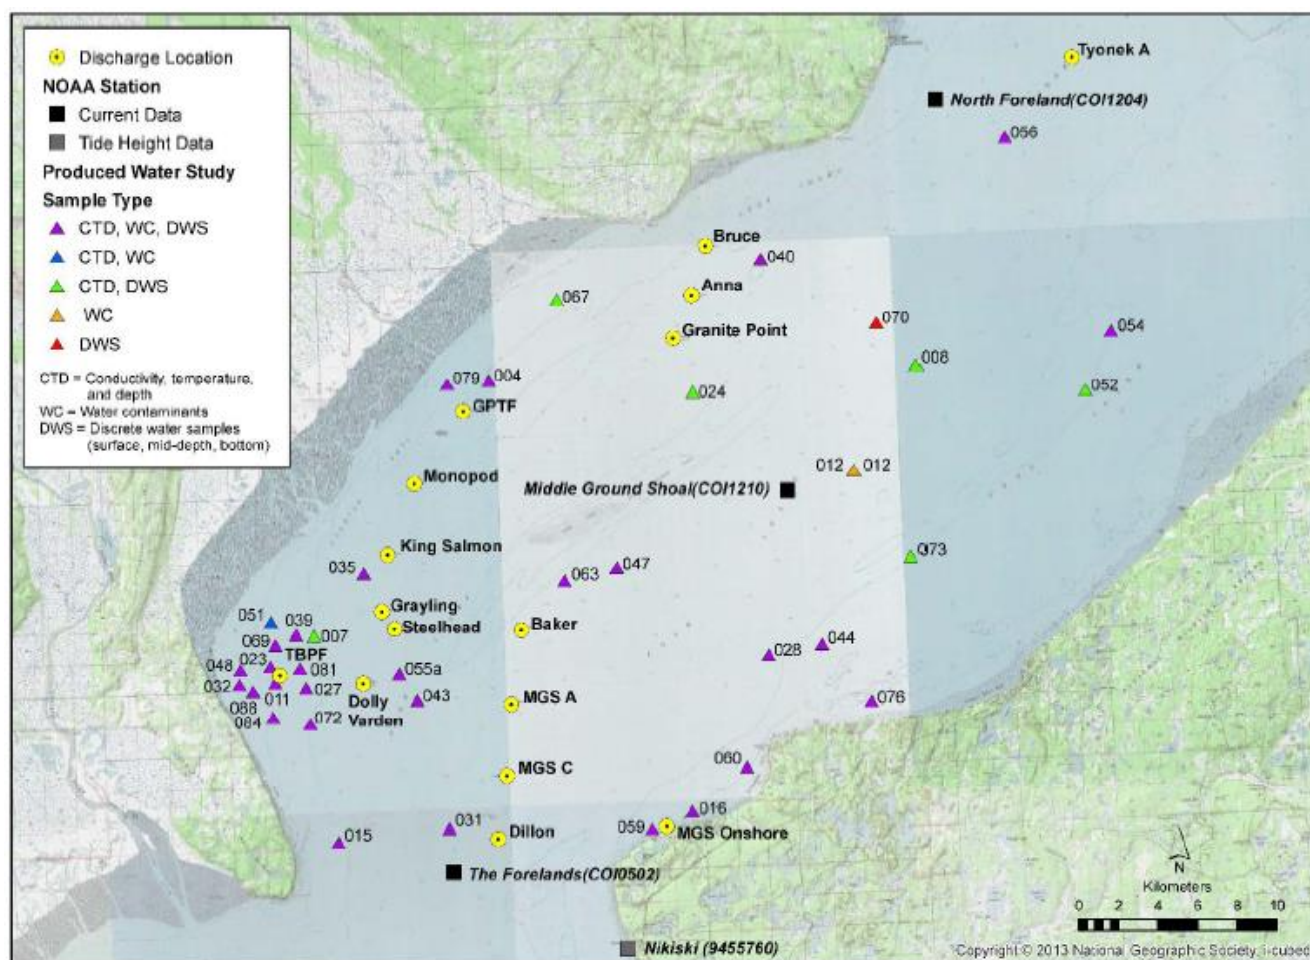 Discharge Location
NOAA Station
Current Data
Tide Height Data
Produced Water Study
Sample Type
CTD, WC, DWS
CTD, WC
CTD, DWS
WC
DWS
CTD = Conductivity, temperature,
and depth
WC = Water contaminants
DWS = Discrete water samples
(surface, mid-depth, bottom)
Tyonek A
North Foreland(COI1204)
056
Bruce
040
Anna
067
070
054
Granite Point
008
079
004
024
052
GPTF
012
012
Monopod
Middle Ground Shoal(COI1210)
King Salmon
073
035
063
047
Grayling
051
039
007
Steelhead
Baker
069
TBPF
044
028
048
023
081
055a
032
027
043
MGS A
076
088
011
Dolly
Varden
084
072
MGS C
060
016
031
Dillon
059
MGS Onshore
015
The Forelands(COI0502)
N
Kilometers
0 2 4 6 8 10
Nikiski (9455760)
Copyright © 2013 National Geographic Society, i-cubed